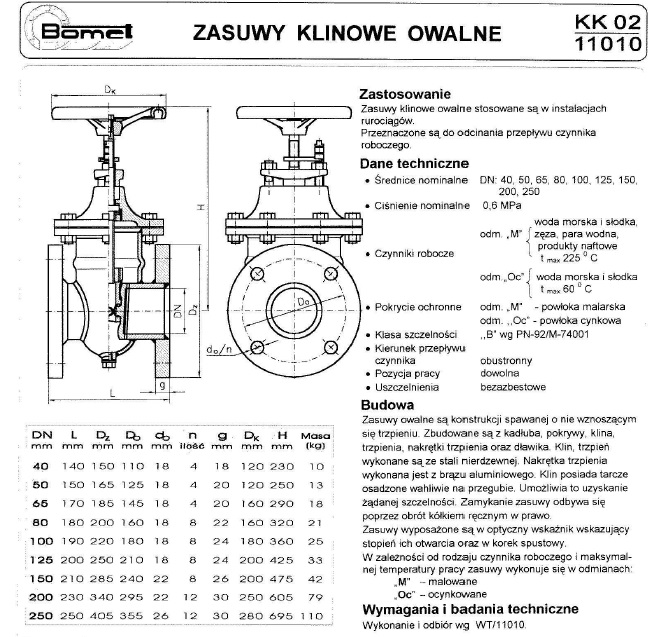 Bomet
ZASUWY KLINOWE OWALNE
KK 02
11010
Dᴋ
H
DN
Dz
Do
do/n
g
L
Zastosowanie
Zasuwy klinowe owalne stosowane są w instalacjach
rurociągów.
Przeznaczone są do odcinania przepływu czynnika
roboczego.
Dane techniczne
• Średnice nominalne DN: 40, 50, 65, 80, 100, 125, 150,
200, 250
• Ciśnienie nominalne 0,6 MPa
• Czynniki robocze
odm. „M" { woda morska i słodka,
zęza, para wodna,
produkty naftowe
t max 225 ⁰ C
odm.„Oc" { woda morska i słodka
t max 60 ⁰ C
• Pokrycie ochronne odm. „M" - powłoka malarska
odm. „Oc" - powłoka cynkowa
• Klasa szczelności „B" wg PN-92/M-74001
• Kierunek przepływu
czynnika obustronny
• Pozycja pracy dowolna
• Uszczelnienia bezazbestowe
Budowa
Zasuwy owalne są konstrukcji spawanej o nie wznoszącym
się trzpieniu. Zbudowane są z kadłuba, pokrywy, klina,
trzpienia, nakrętki trzpienia oraz dławika. Klin, trzpień
wykonane są ze stali nierdzewnej. Nakrętka trzpienia
wykonana jest z brązu aluminiowego. Klin posiada tarcze
osadzone wahliwie na przegubie. Umożliwia to uzyskanie
żądanej szczelności. Zamykanie zasuwy odbywa się
poprzez obrót kółkiem ręcznym w prawo.
Zasuwy wyposażone są w optyczny wskaźnik wskazujący
stopień ich otwarcia oraz w korek spustowy.
W zależności od rodzaju czynnika roboczego i maksymal-
nej temperatury pracy zasuwy wykonuje się w odmianach:
„M" – malowane
„Oc" – ocynkowane
Wymagania i badania techniczne
Wykonanie i odbiór wg WT/11010.
DN L Dz Do do n g Dᴋ H Masa
mm mm mm mm mm ilość mm mm mm (kg)
40 140 150 110 18 4 18 120 230 10
50 150 165 125 18 4 20 120 250 13
65 170 185 145 18 4 20 160 290 18
80 180 200 160 18 8 22 160 320 21
100 190 220 180 18 8 24 180 360 25
125 200 250 210 18 8 24 200 425 33
150 210 285 240 22 8 26 200 475 42
200 230 340 295 22 12 30 250 605 79
250 250 405 355 26 12 30 280 695 110